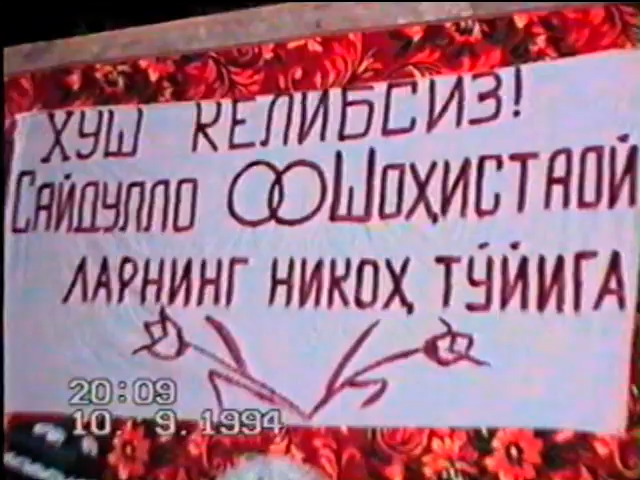 ХУШ КЕЛИБСИЗ!
САЙДУЛЛО ШОҲИСТАОЙ
ЛАРНИНГ НИКОҲ ТЎЙИГА
20:09
10. 9.1994